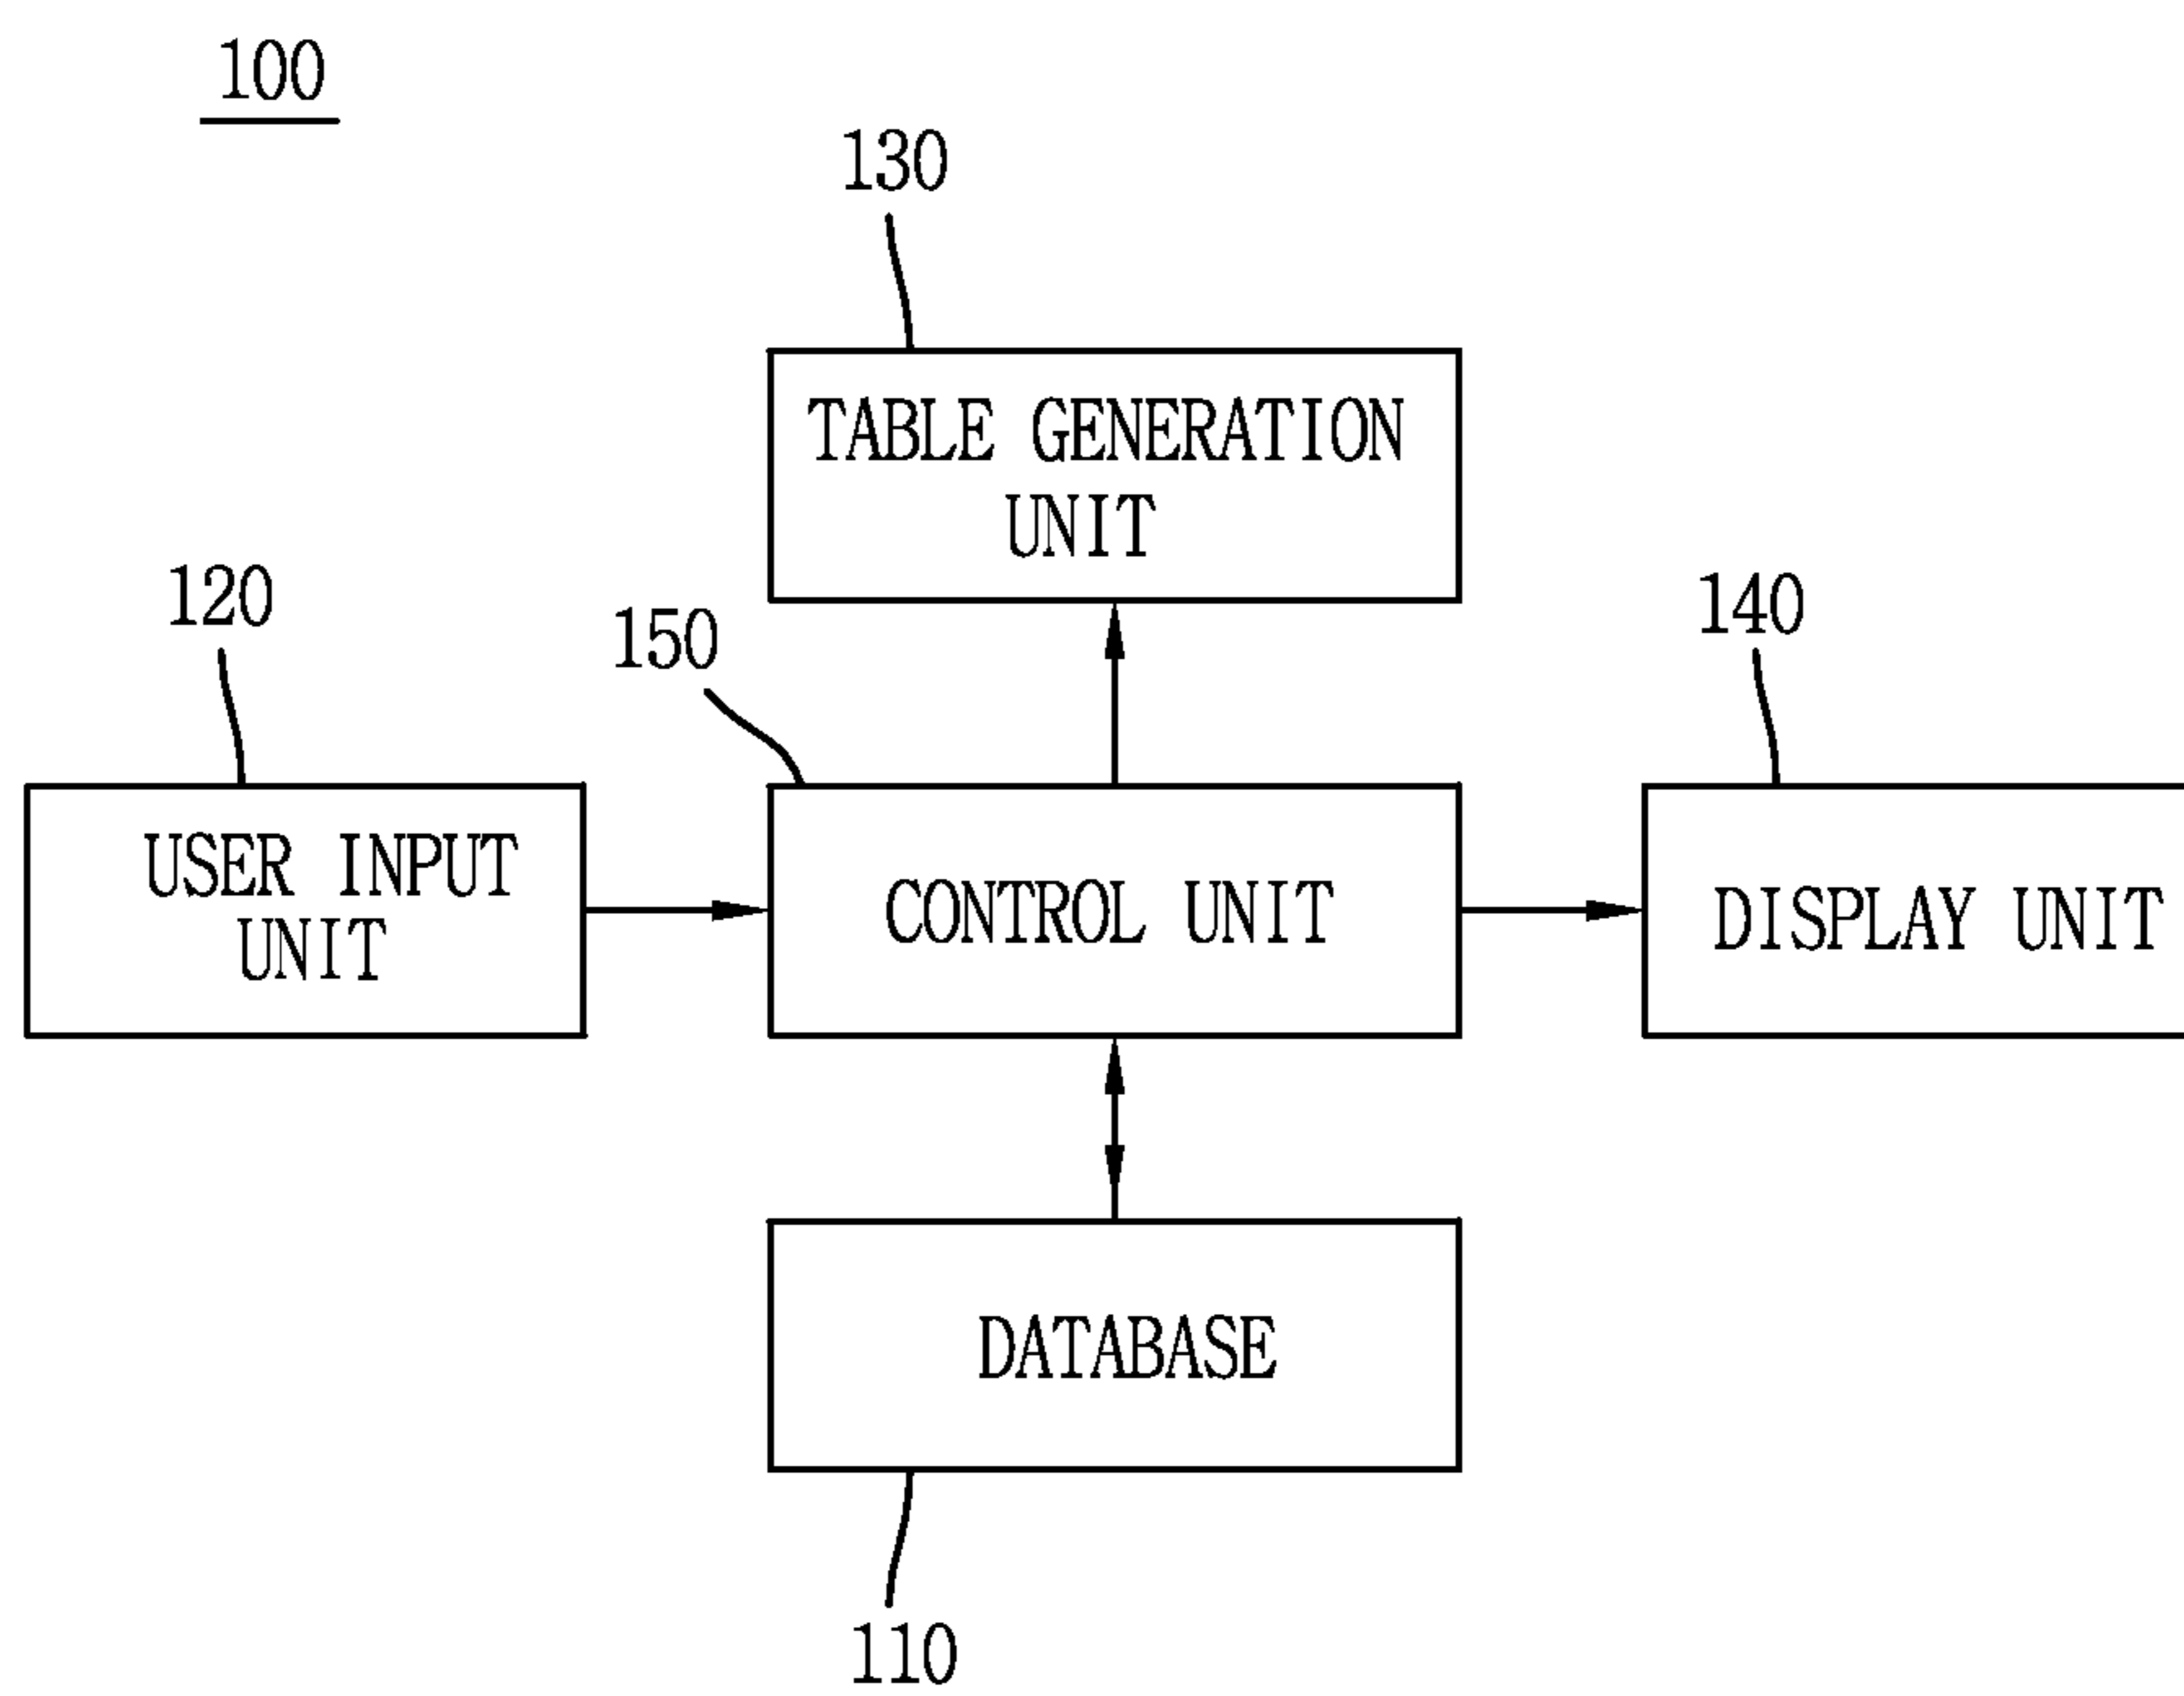 100
130
TABLE GENERATION
UNIT
120
150
140
USER INPUT
UNIT
CONTROL UNIT
DISPLAY UNIT
DATABASE
110